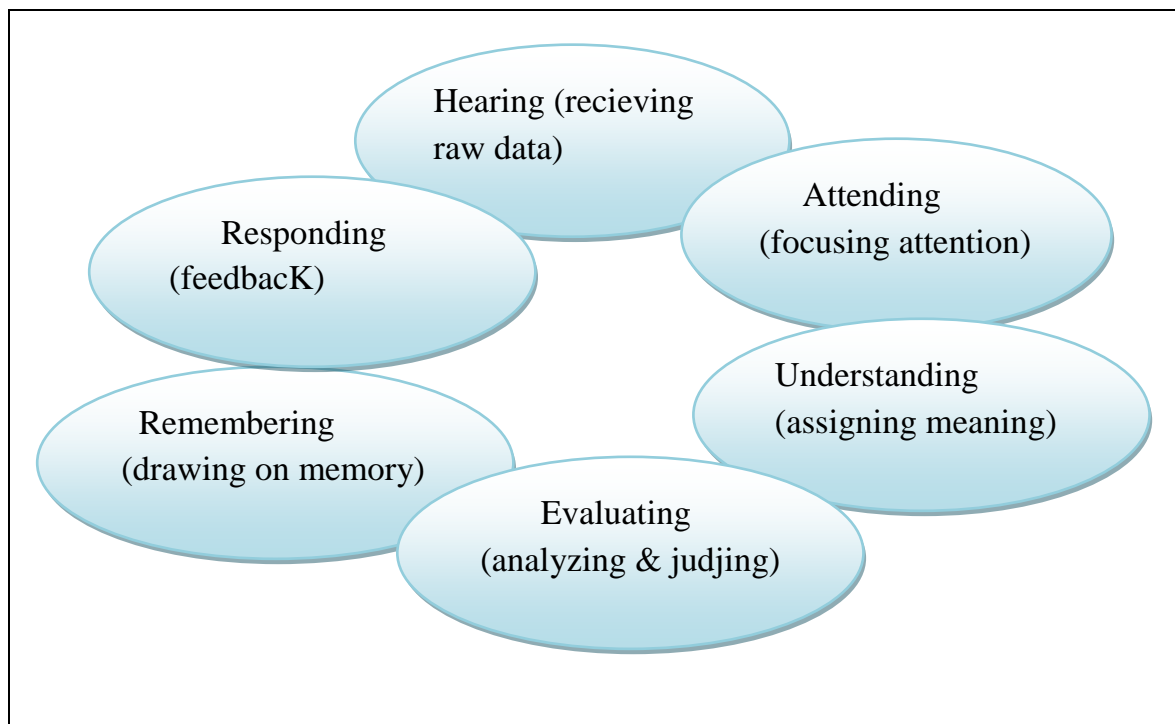 Hearing (recieving
raw data)
Attending
(focusing attention)
Understanding
(assigning meaning)
Evaluating
(analyzing & judjing)
Remembering
(drawing on memory)
Responding
(feedbacK)